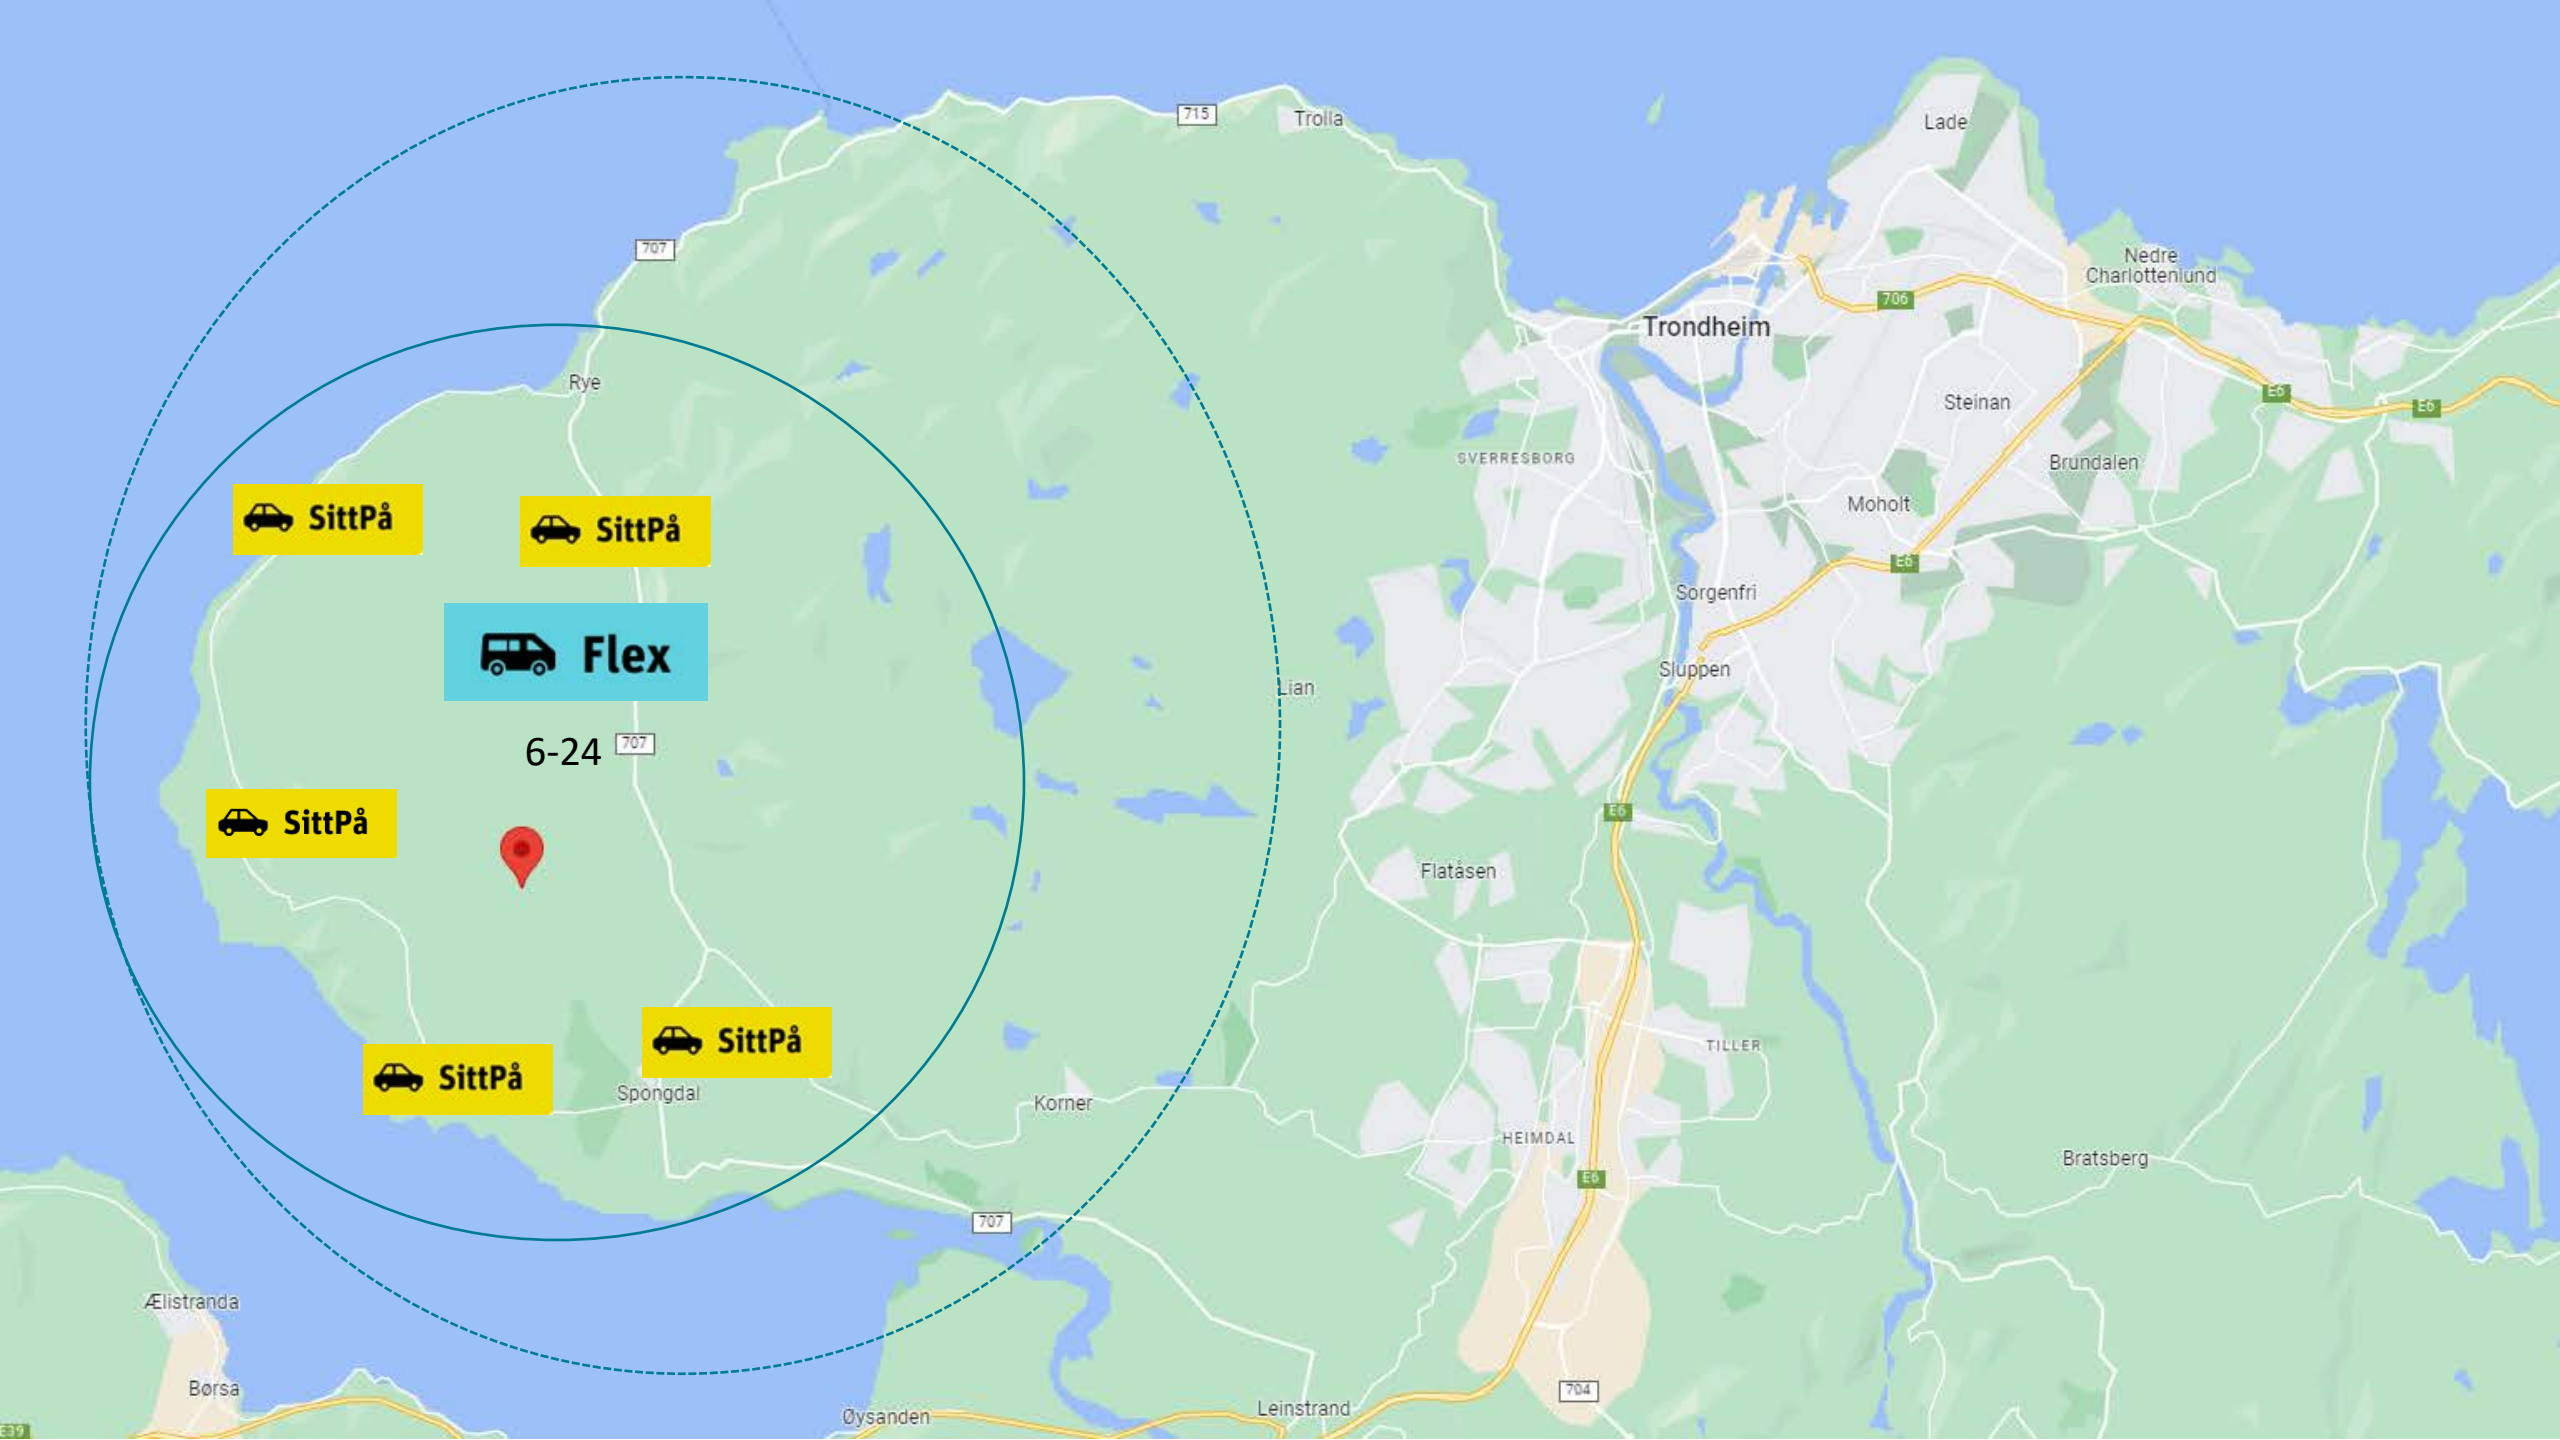 715
Trolla
Lade
707
Nedre
Charlottenlund
706
Trondheim
Rye
E6
E6
Steinan
SVERRESBORG
Brundalen
Moholt
SittPå
SittPå
E6
Sorgenfri
Flex
Sluppen
Lian
6-24
707
E6
SittPå
Flatåsen
SittPå
TILLER
SittPå
Spongdal
Korner
HEIMDAL
Bratsberg
E6
707
Ælistranda
Børsa
704
Leinstrand
Øysanden
E39